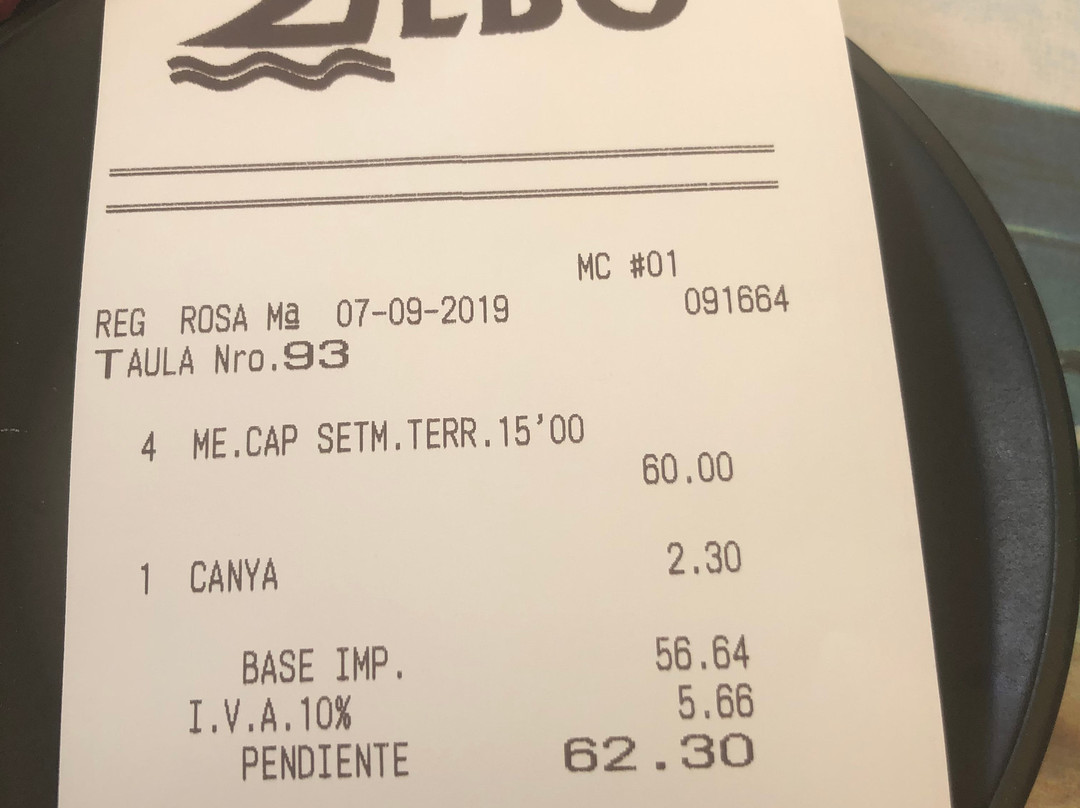 MC #01
REG ROSA Mª 07-09-2019 091664
TAULA Nro.93
4 ME.CAP SETM.TERR.15'00
60.00
1 CANYA 2.30
BASE IMP. 56.64
I.V.A.10% 5.66
PENDIENTE 62.30